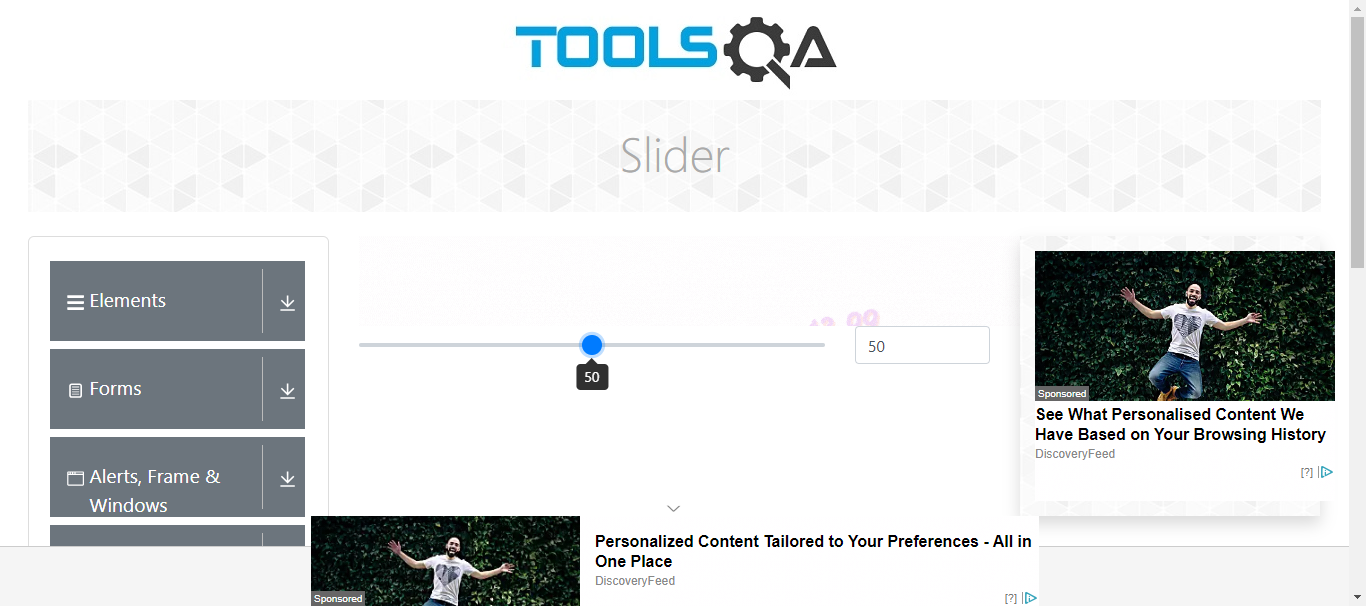 TOOLSQA
Slider
Elements
Forms
Alerts, Frame &
Windows
50
50
Sponsored
See What Personalised Content We
Have Based on Your Browsing History
DiscoveryFeed
[?]
Sponsored
Personalized Content Tailored to Your Preferences - All in
One Place
DiscoveryFeed
[?]